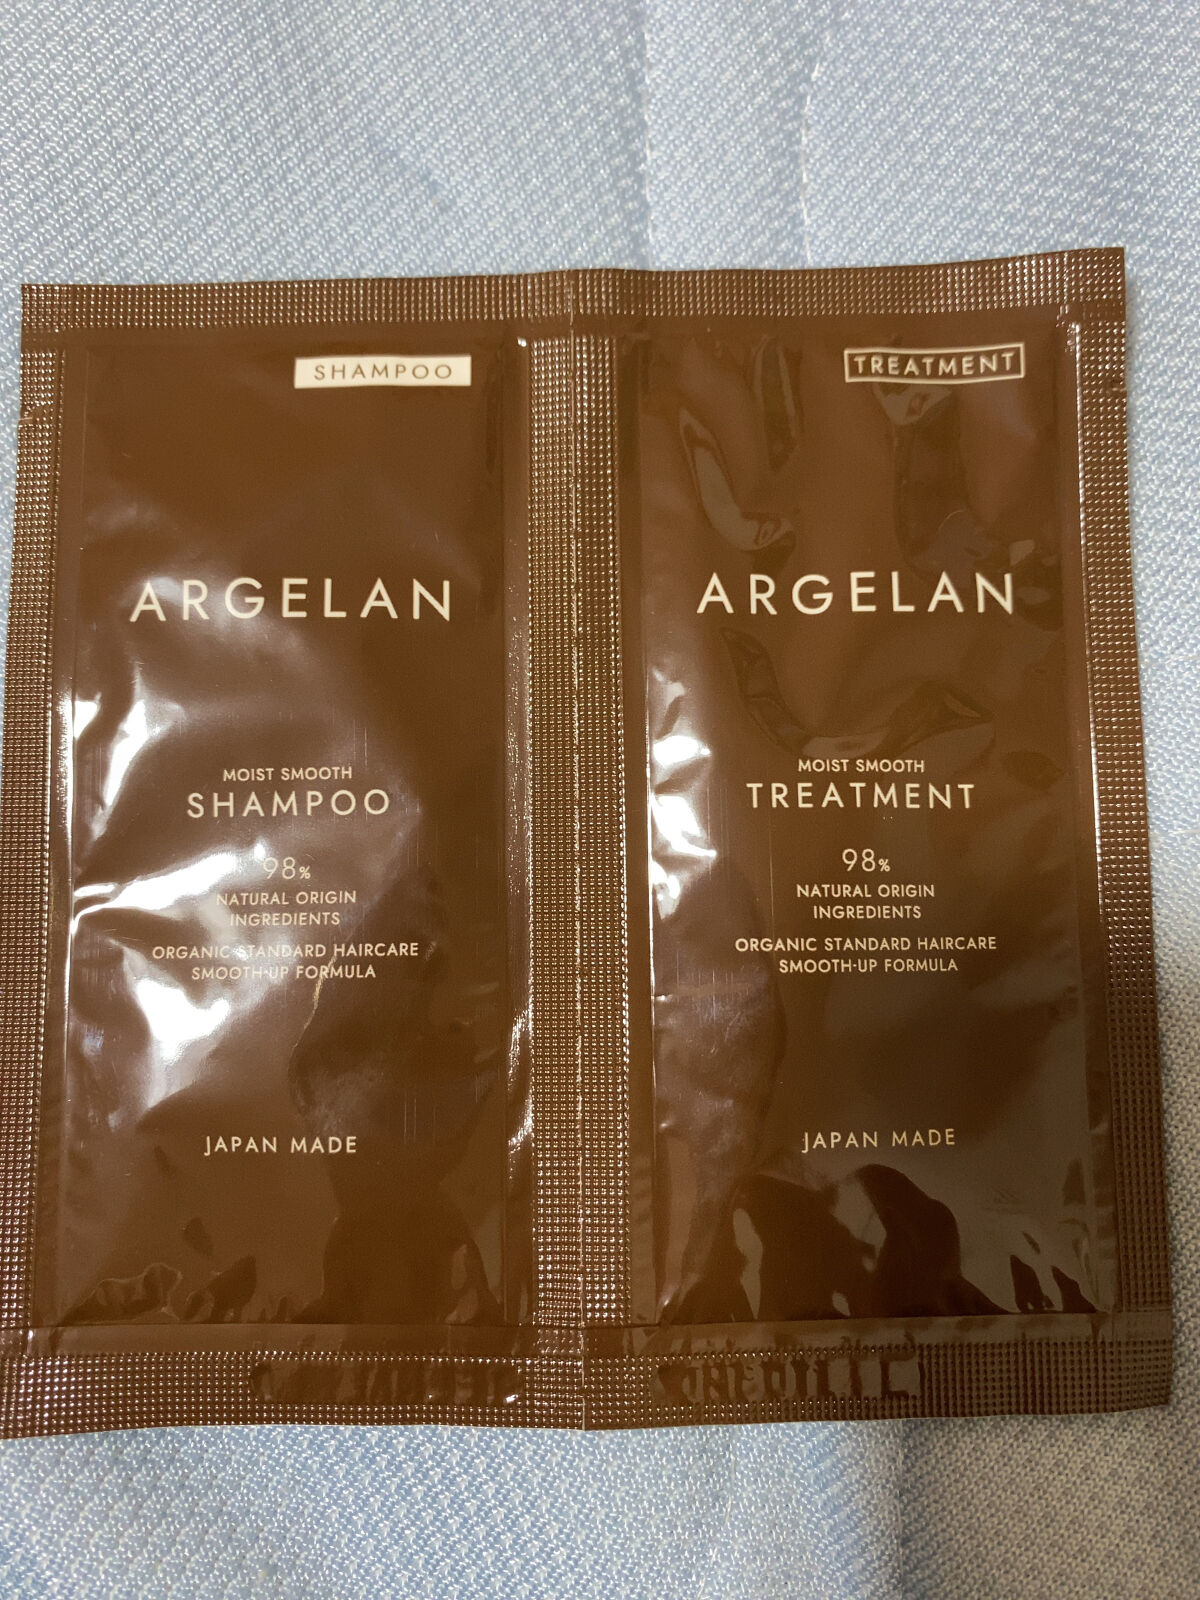 SHAMPOO
ARGELAN
MOIST SMOOTH
SHAMPOO
98%
NATURAL ORIGIN
INGREDIENTS
ORGANIC STANDARD HAIRCARE
SMOOTH-UP FORMULA
JAPAN MADE
TREATMENT
ARGELAN
MOIST SMOOTH
TREATMENT
98%
NATURAL ORIGIN
INGREDIENTS
ORGANIC STANDARD HAIRCARE
SMOOTH-UP FORMULA
JAPAN MADE